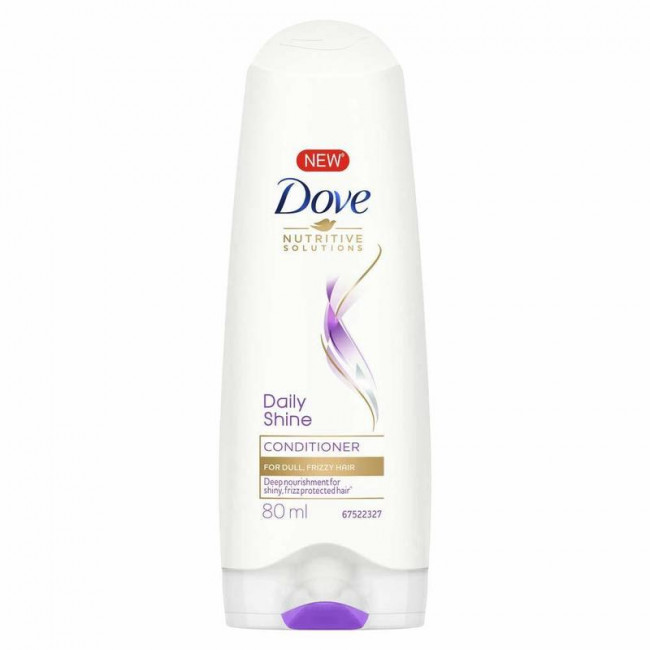 NEW*
Dove
NUTRITIVE
SOLUTIONS
Daily
Shine
CONDITIONER
FOR DULL, FRIZZY HAIR
Deep nourishment for
shiny, frizz protected hair*
80 ml 67522327